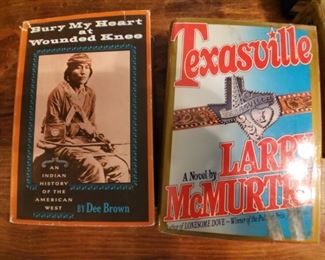 Bury My Heart
at
Wounded Knee
AN
INDIAN
HISTORY OF
THE
AMERICAN
WEST
BY Dee Brown
Texasville
A Novel by
LARRY
McMURTR
Author of LONESOME DOVE – Winner of the